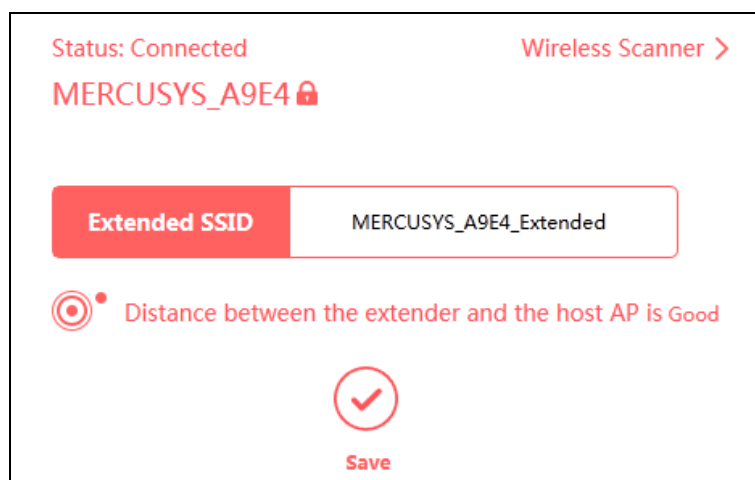 Status: Connected
Wireless Scanner >
MERCUSYS_A9E4
Extended SSID
MERCUSYS_A9E4_Extended
Distance between the extender and the host AP is Good
Save